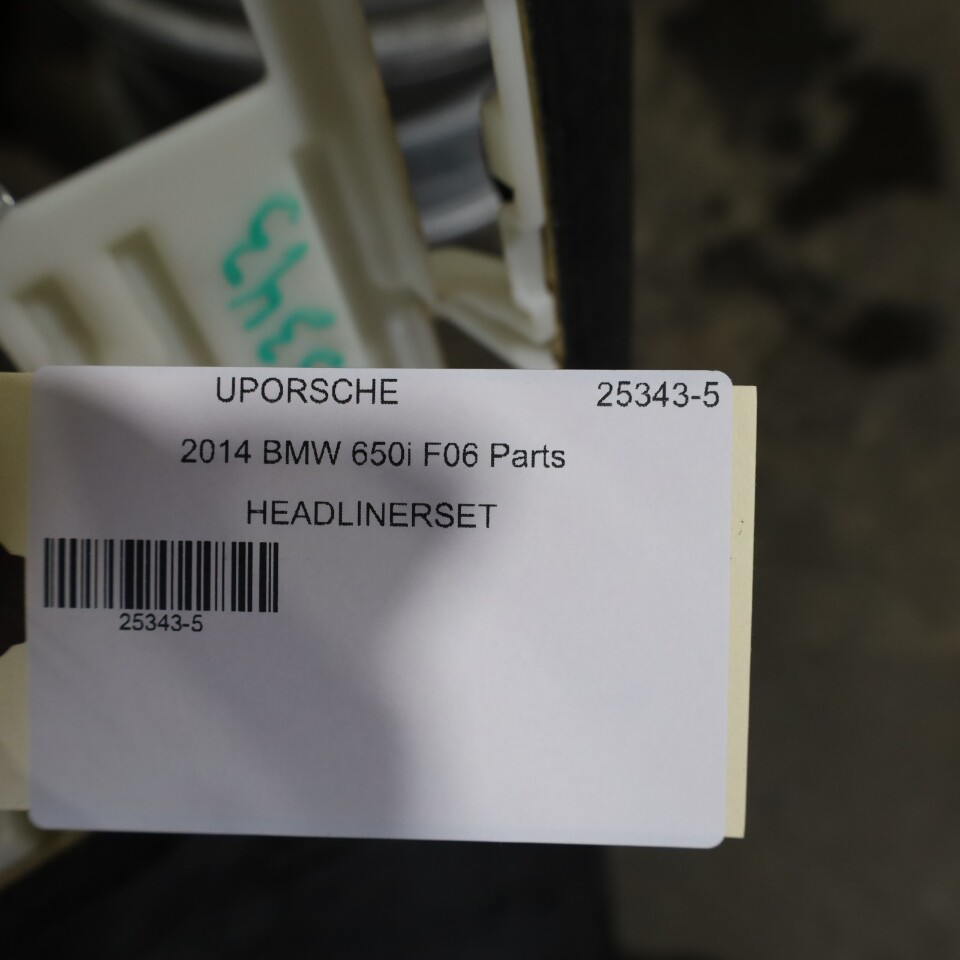 UPORSCHE 25343-5
2014 BMW 650i F06 Parts
HEADLINERSET
25343-5